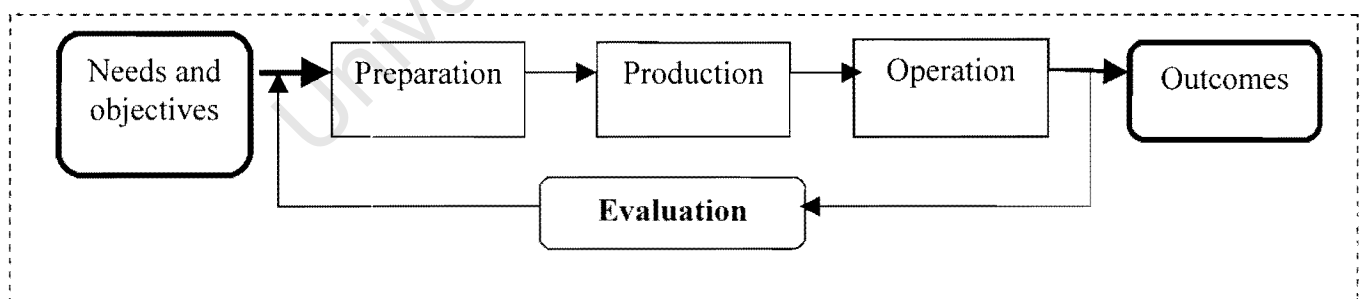 Needs and
objectives
Preparation
Production
Operation
Outcomes
Evaluation